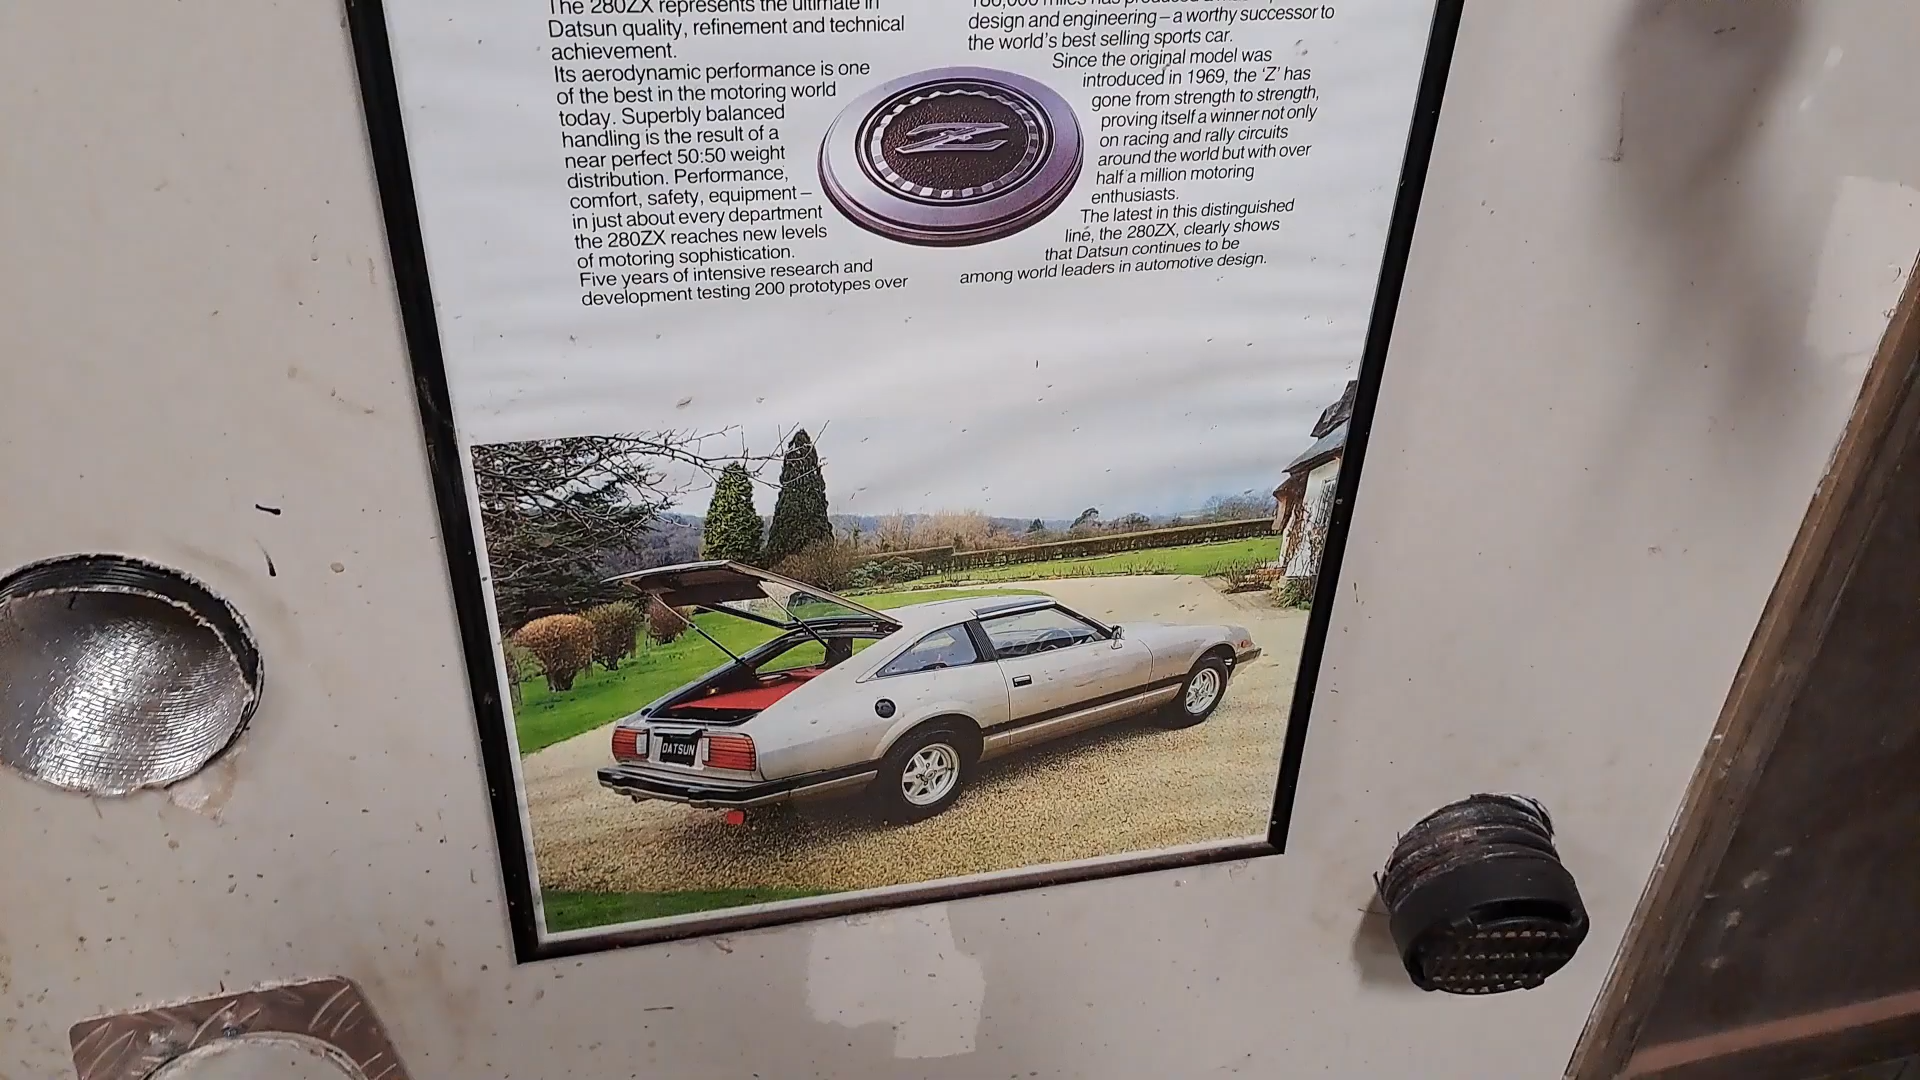 The 280ZX represents the ultimate in
Datsun quality, refinement and technical
achievement.
Its aerodynamic performance is one
of the best in the motoring world
today. Superbly balanced
handling is the result of a
near perfect 50:50 weight
distribution. Performance,
comfort, safety, equipment –
in just about every department
the 280ZX reaches new levels
of motoring sophistication.
Five years of intensive research and
development testing 200 prototypes over
miles has produced a
design and engineering – a worthy successor to
the world's best selling sports car.
Since the original model was
introduced in 1969, the 'Z' has
gone from strength to strength,
proving itself a winner not only
on racing and rally circuits
around the world but with over
half a million motoring
enthusiasts.
The latest in this distinguished
line, the 280ZX, clearly shows
that Datsun continues to be
among world leaders in automotive design.
Z
DATSUN